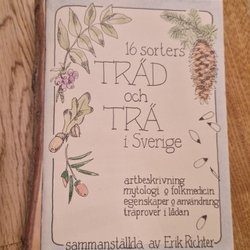 16 sorters
TRÄD
och
TRÄ
i Sverige
artbeskrivning
mytologi & folkmedicin
egenskaper & användning
träprover i lådan
sammanställda av Erik Richter